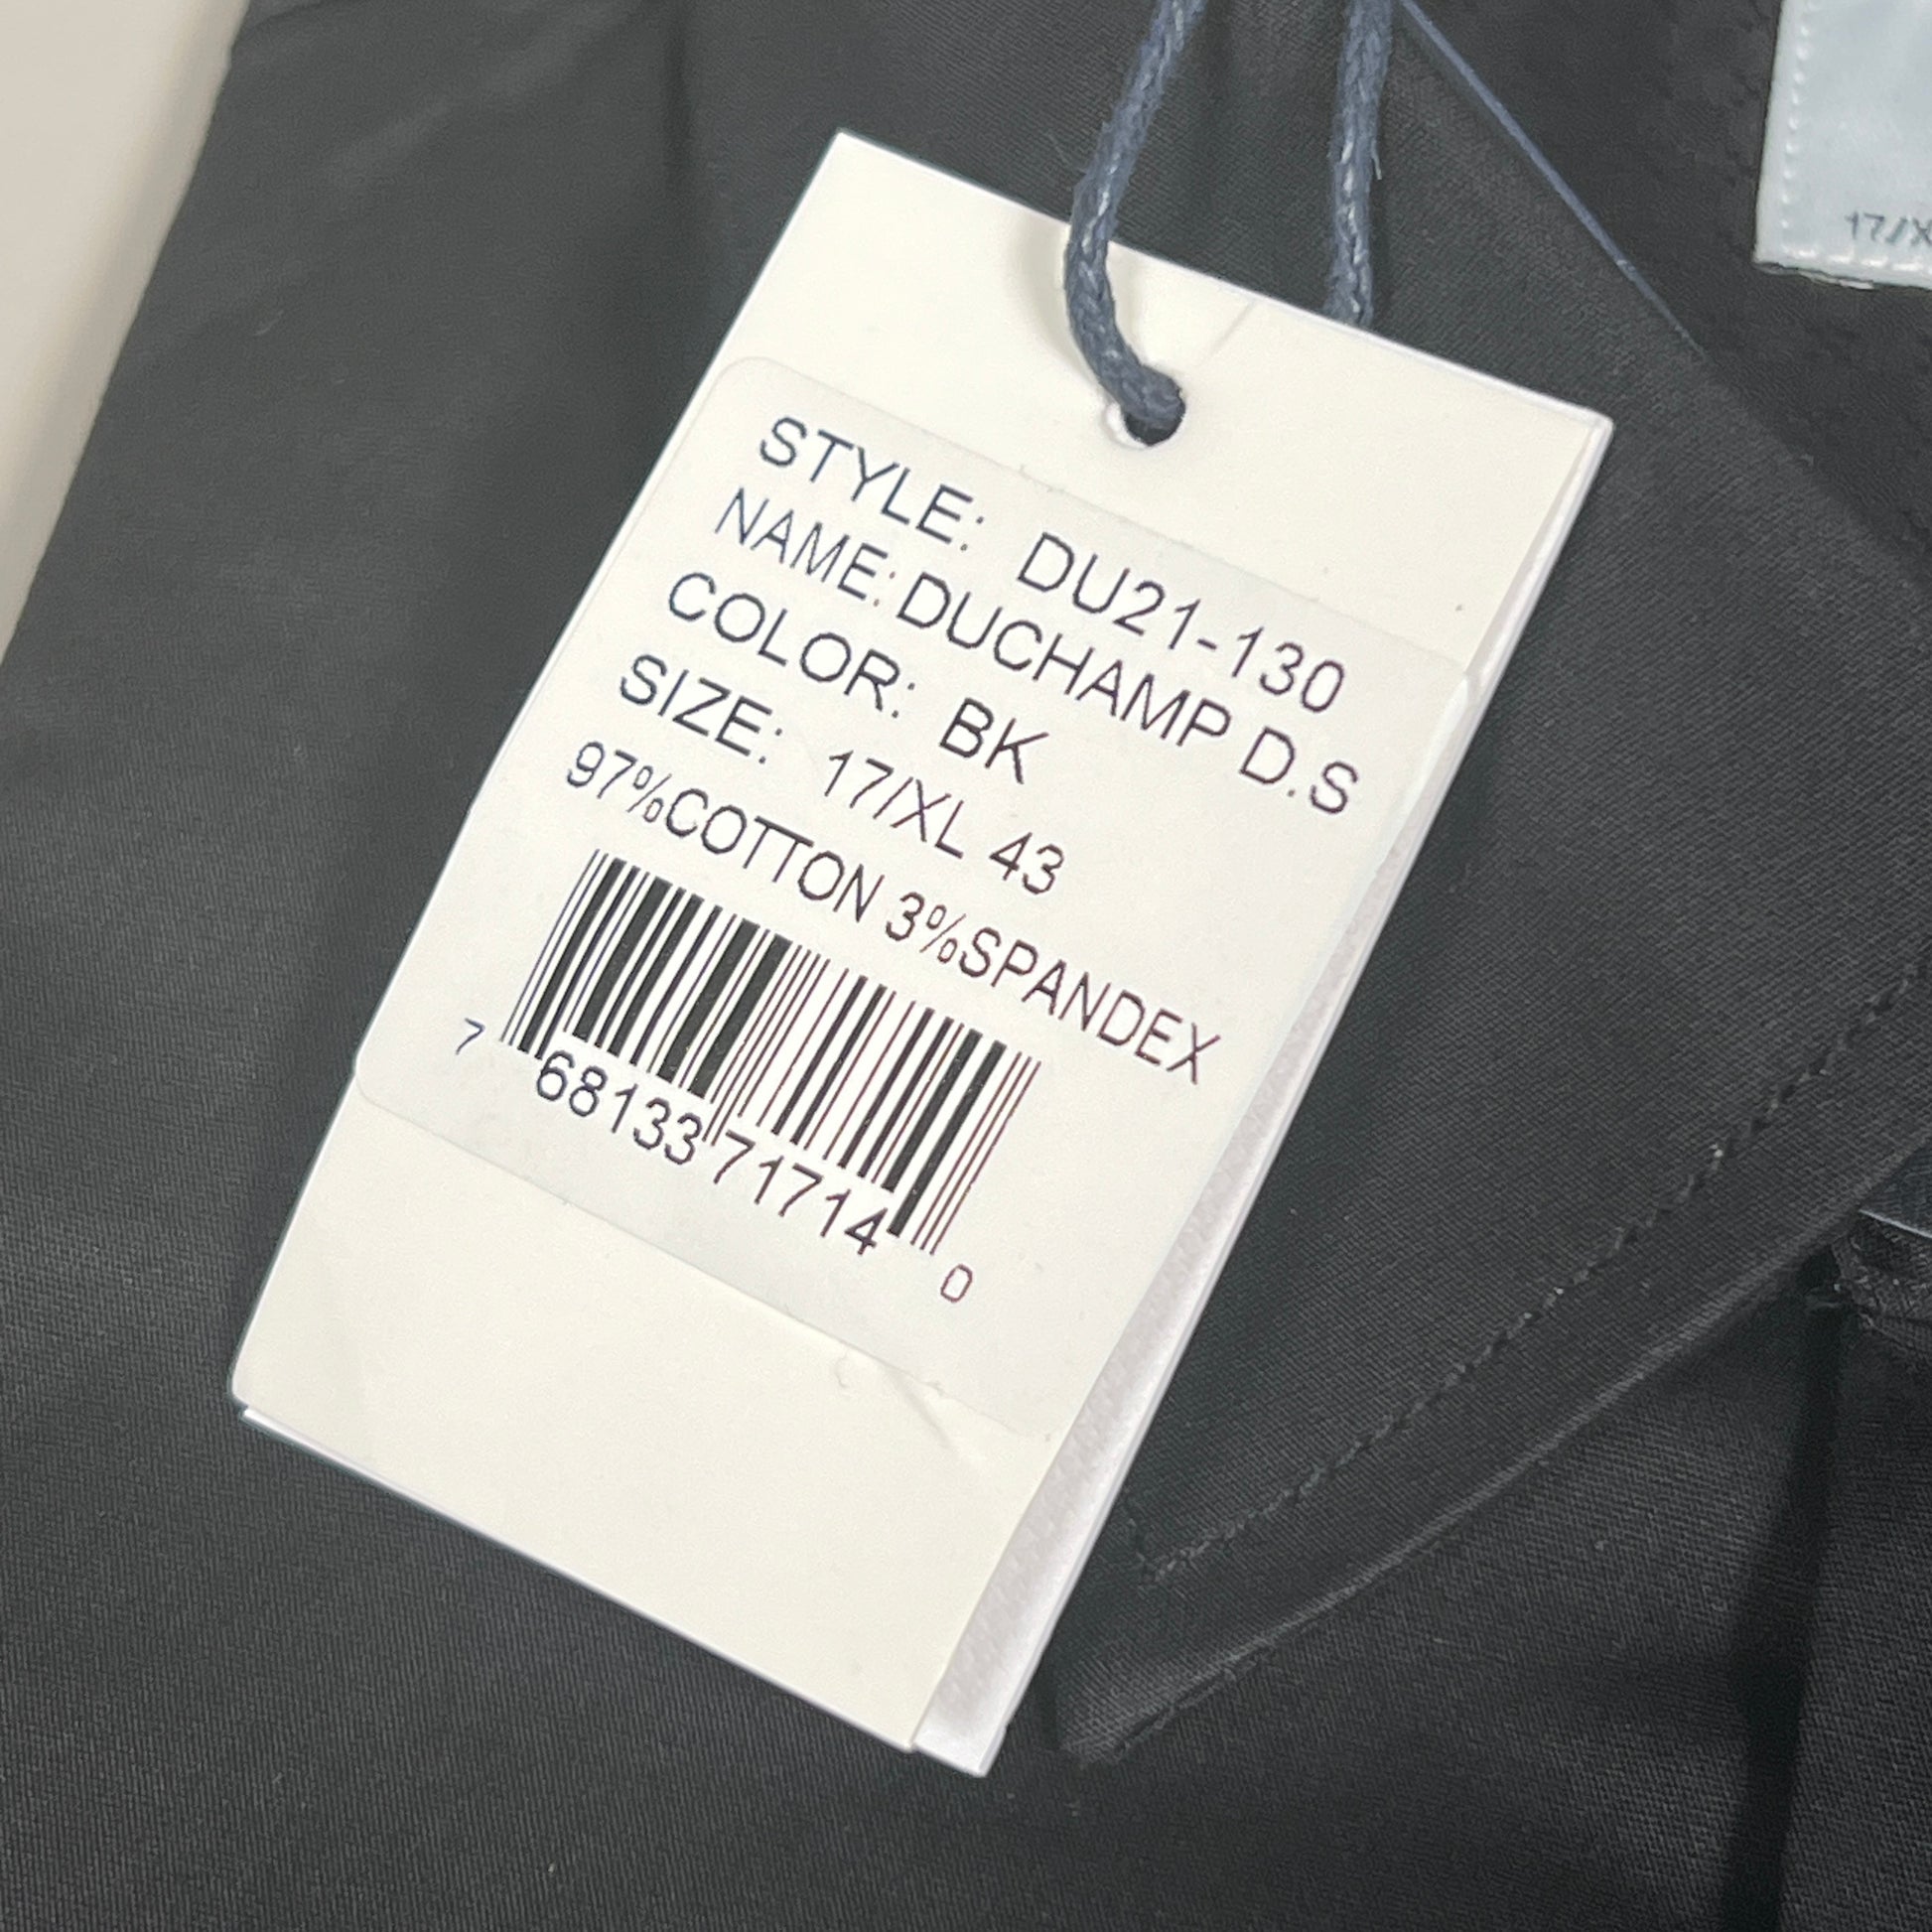 STYLE: DU21-130
NAME: DUCHAMP D.S
COLOR: BK
SIZE: 17/XL 43
97%COTTON 3%SPANDEX
7 68133 71714 0
17/X